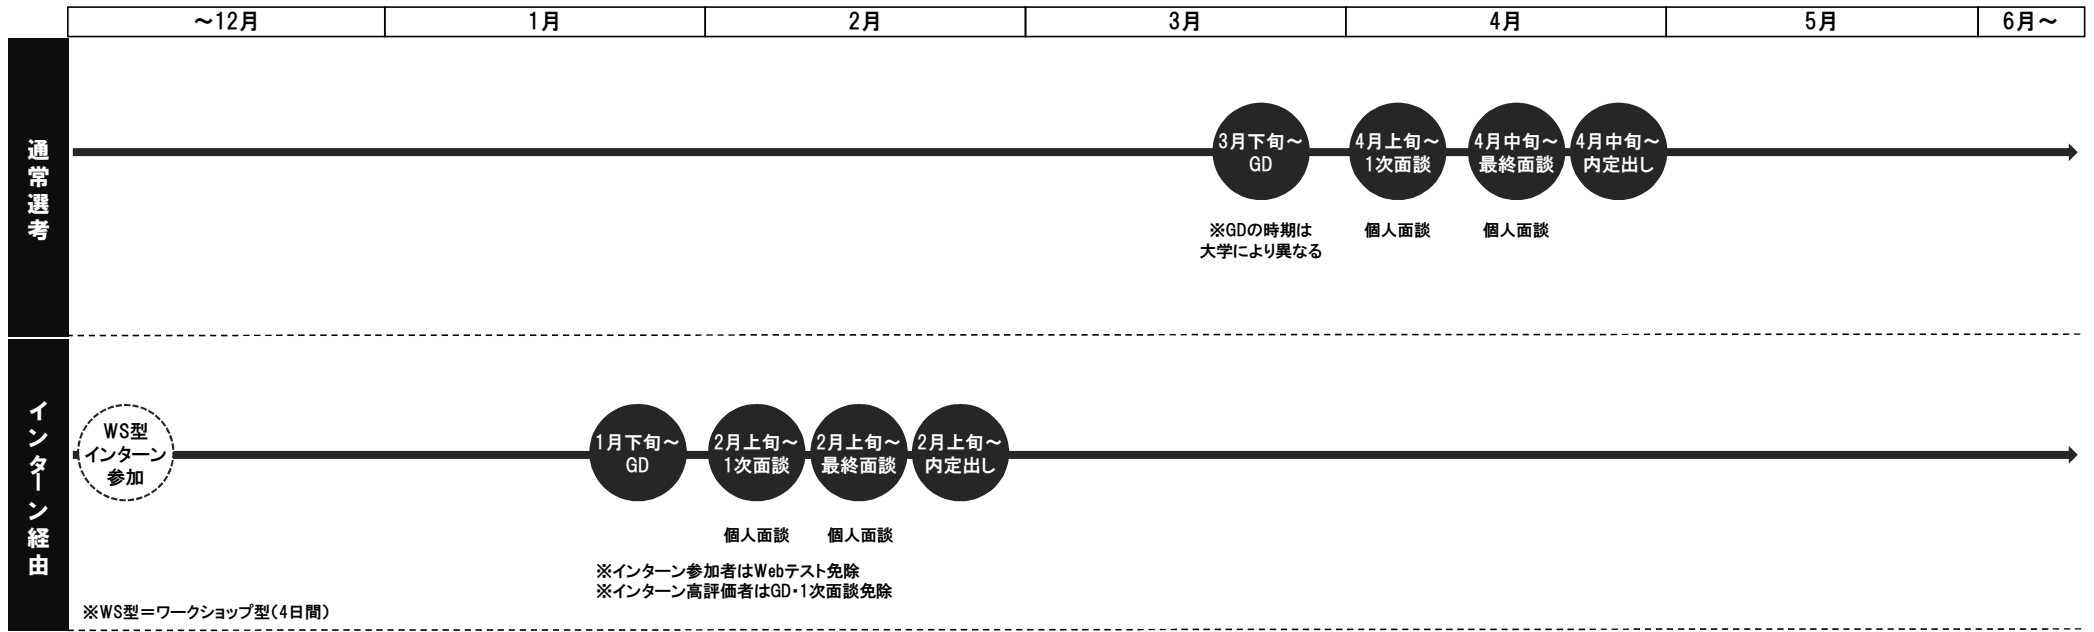 ～12月
1月
2月
3月
4月
5月
6月～
通常選考
3月下旬～
GD
4月上旬～
1次面談
4月中旬～
最終面談
4月中旬～
内定出し
※GDの時期は
大学により異なる
個人面談
個人面談
インターン経由
WS型
インターン
参加
1月下旬～
GD
2月上旬～
1次面談
2月上旬～
最終面談
2月上旬～
内定出し
個人面談
個人面談
※インターン参加者はWebテスト免除
※インターン高評価者はGD・1次面談免除
※WS型＝ワークショップ型(4日間)